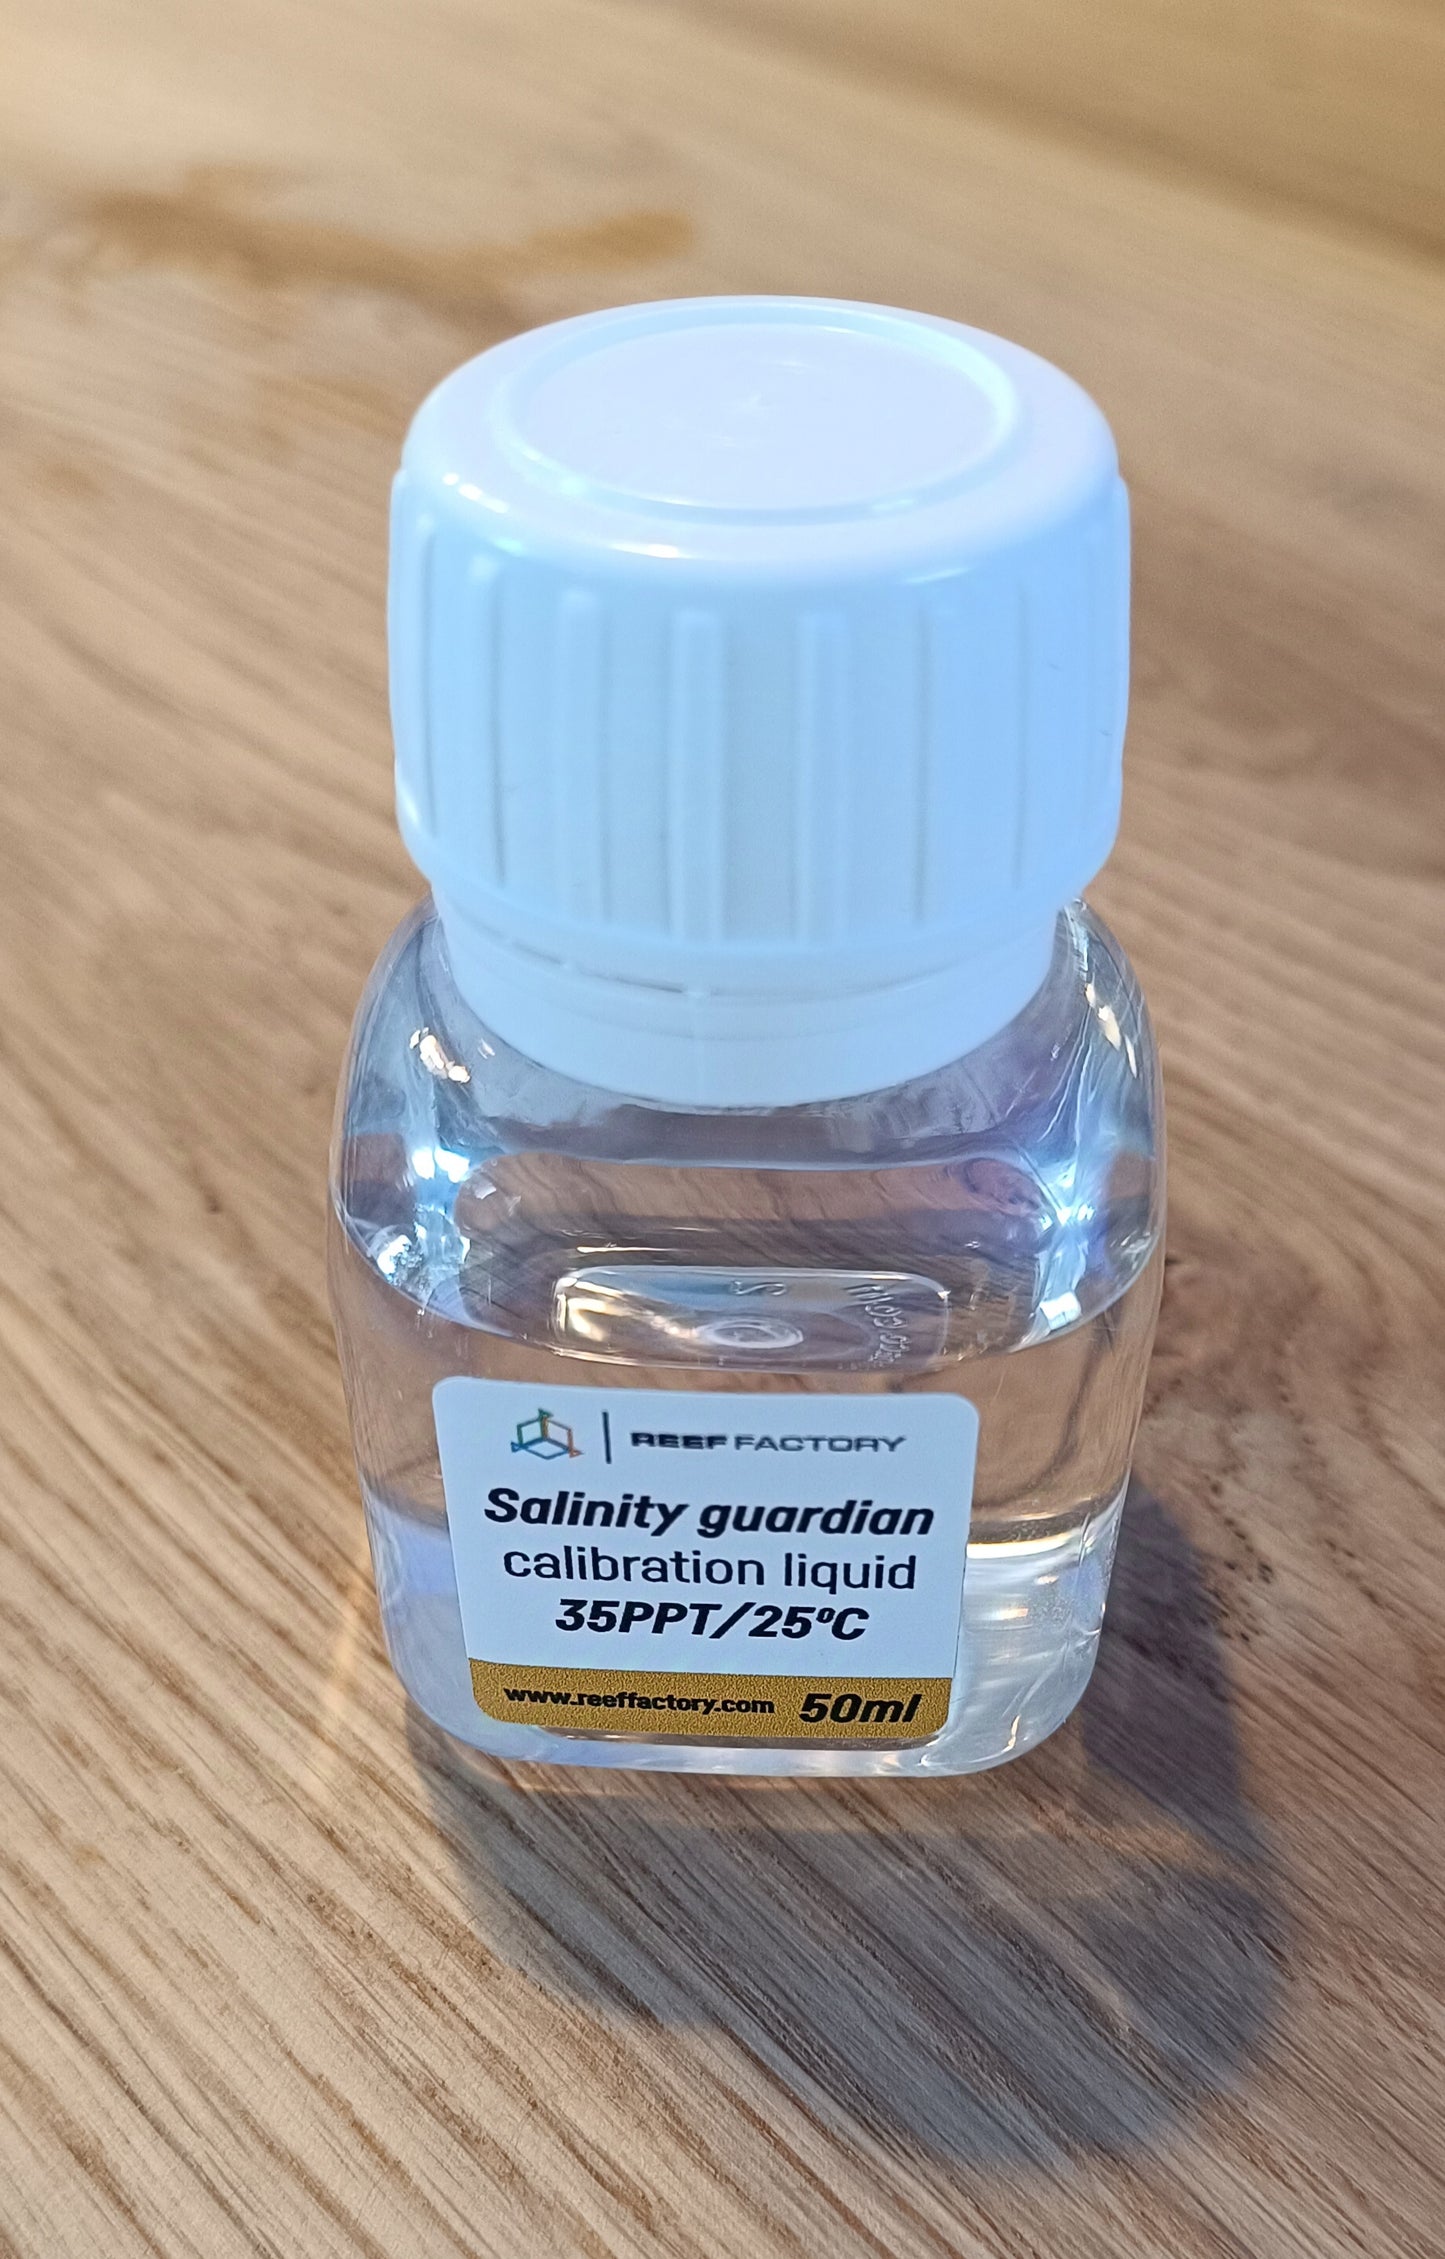 REEF FACTORY
Salinity guardian
calibration liquid
35PPT/25ºC
www.reeffactory.com 50ml